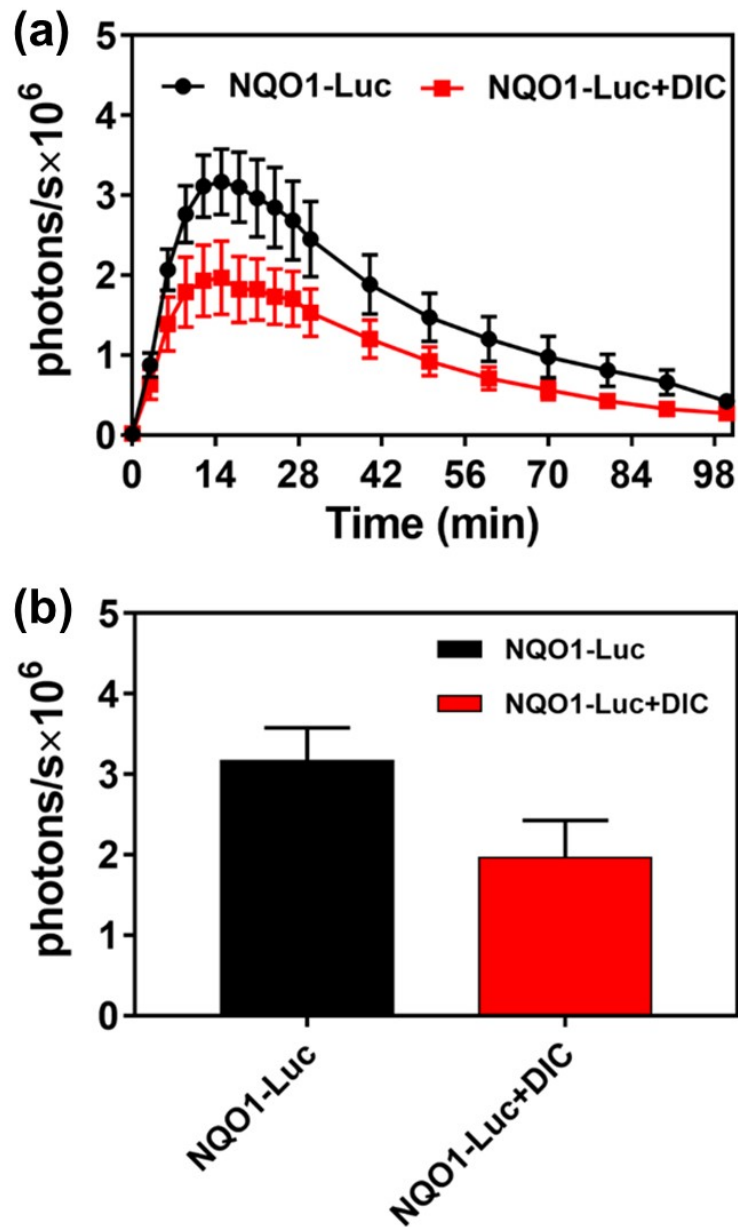 (a)
5
4
3
2
1
0
photons/s×10⁶
NQO1-Luc
NQO1-Luc+DIC
0 14 28 42 56 70 84 98
Time (min)
(b)
5
4
3
2
1
0
photons/s×10⁶
NQO1-Luc
NQO1-Luc+DIC
NQO1-Luc
NQO1-Luc+DIC